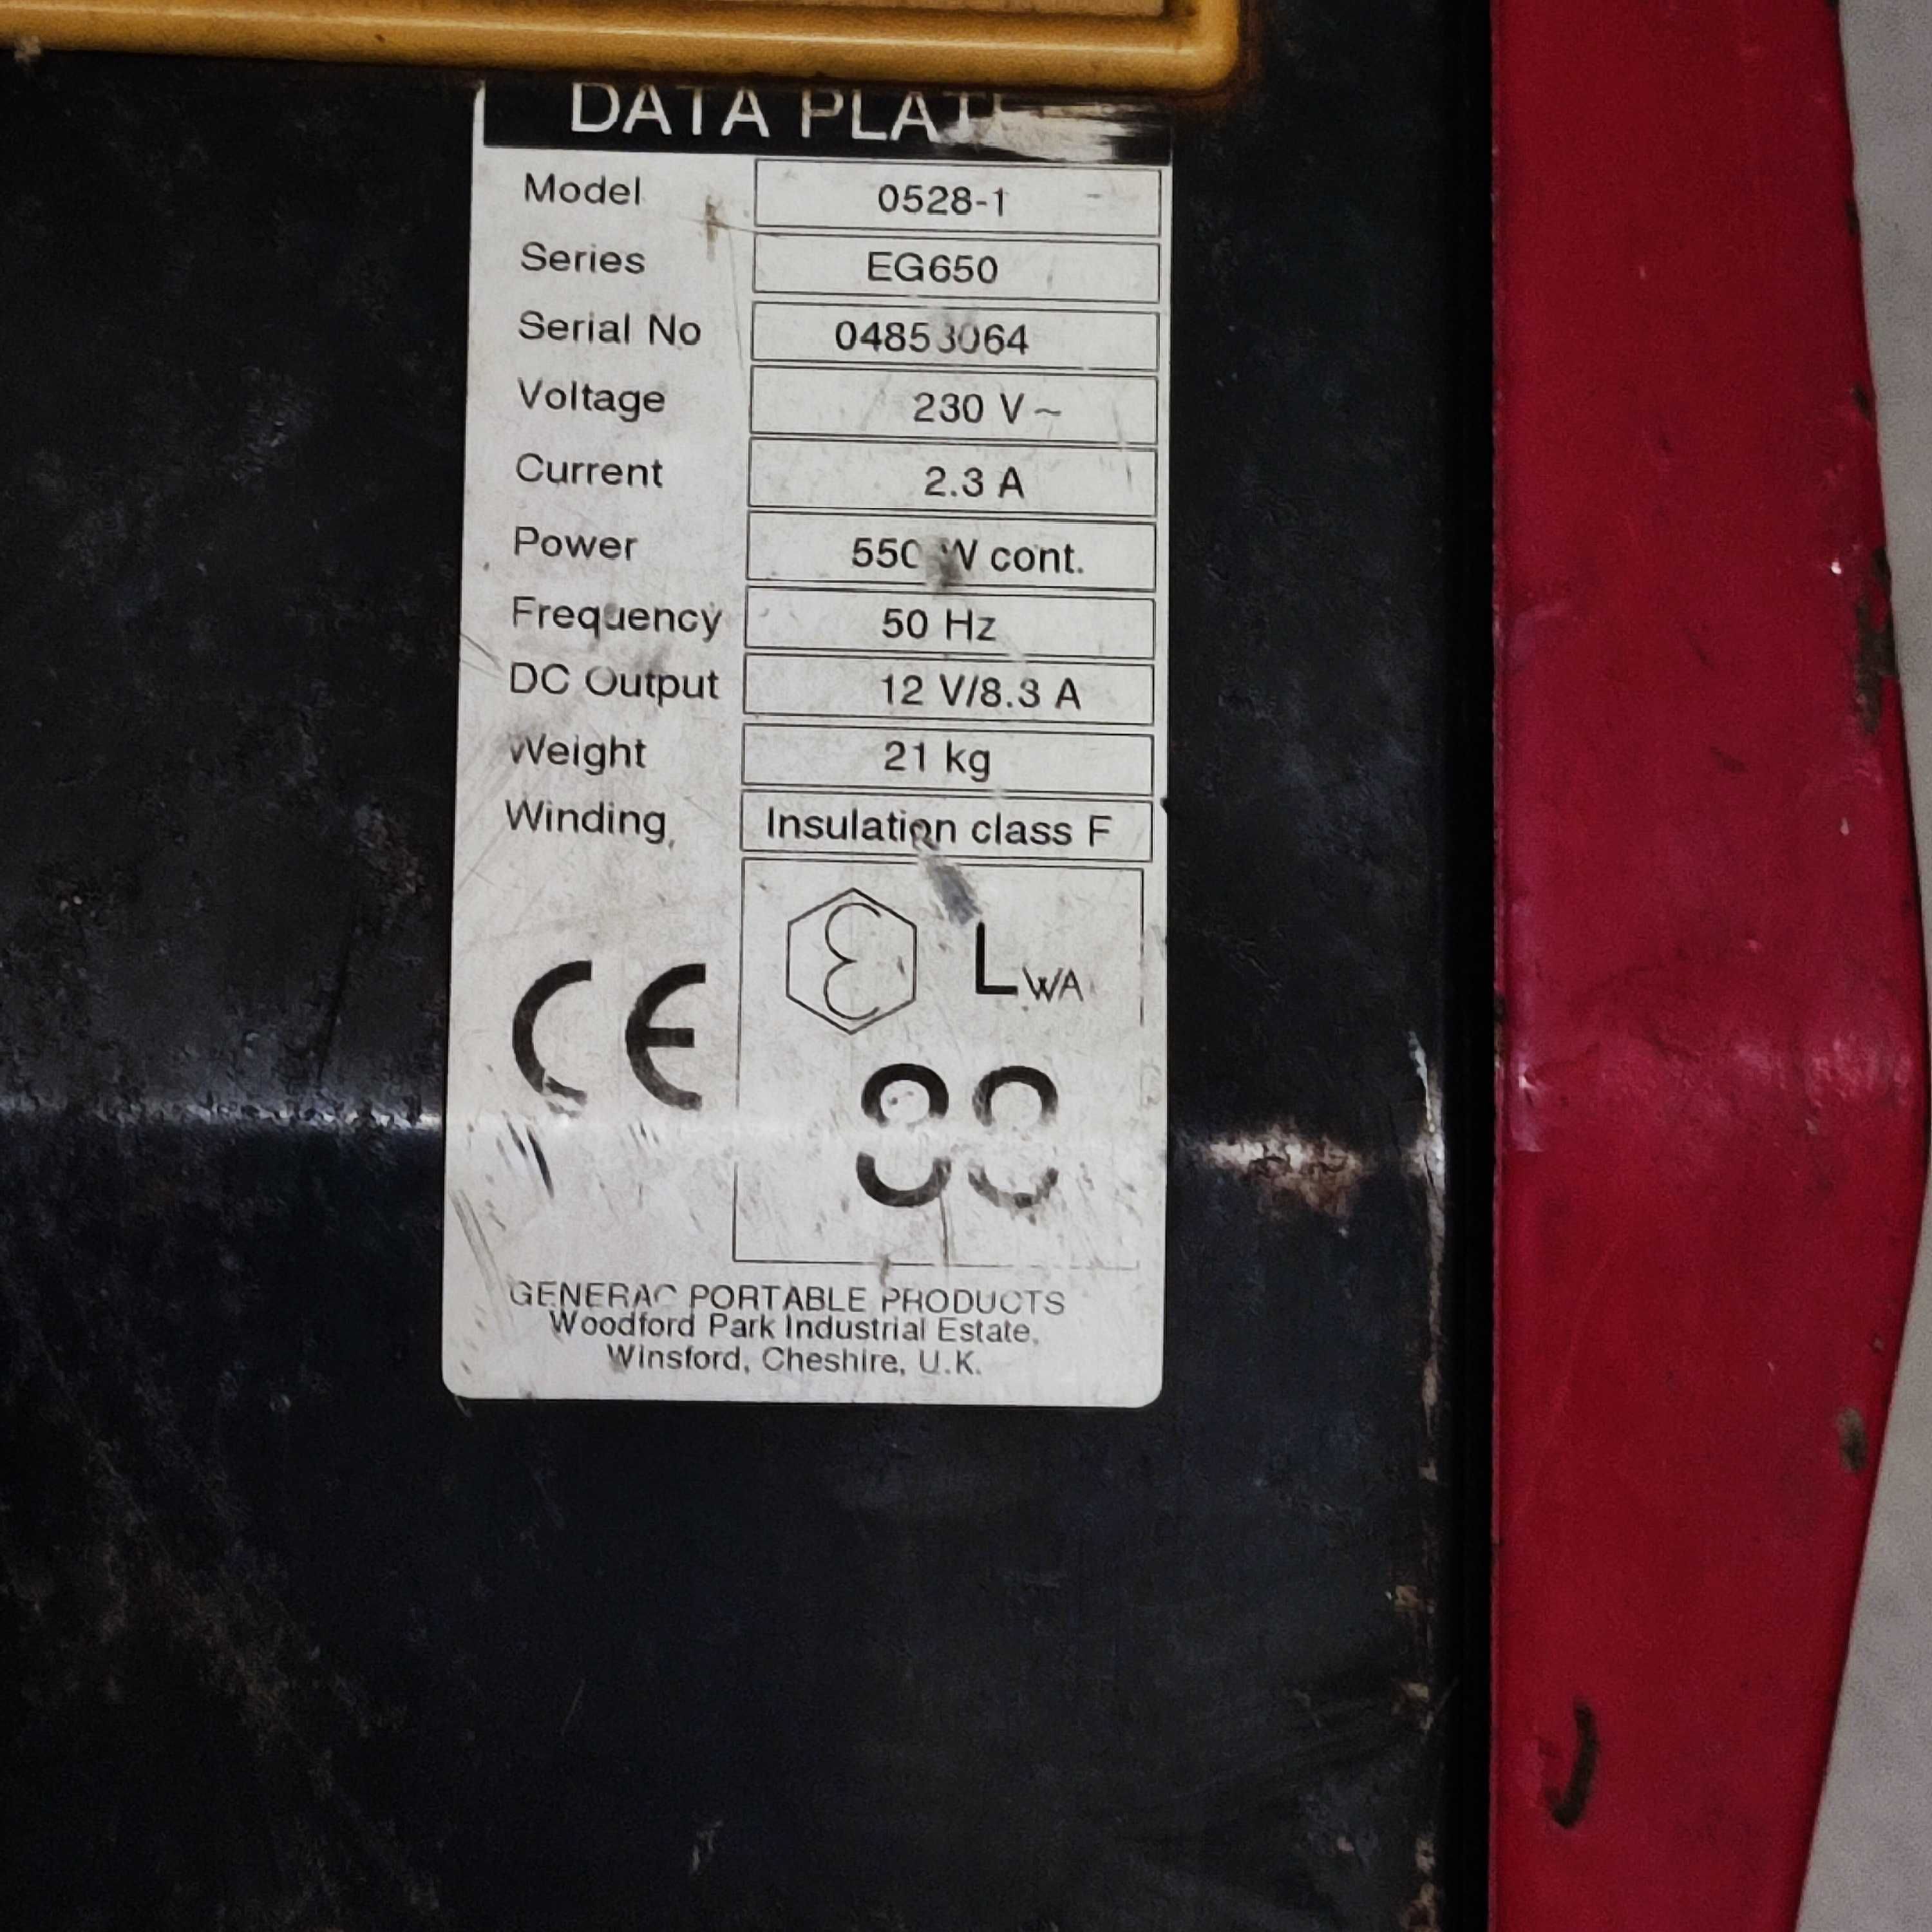 DATA PLATE
Model 0528-1
Series EG650
Serial No 04853064
Voltage 230 V ~
Current 2.3 A
Power 550 W cont.
Frequency 50 Hz
DC Output 12 V/8.3 A
Weight 21 kg
Winding Insulation class F
CE
LWA
GENERAC PORTABLE PRODUCTS
Woodford Park Industrial Estate,
Winsford, Cheshire, U.K.